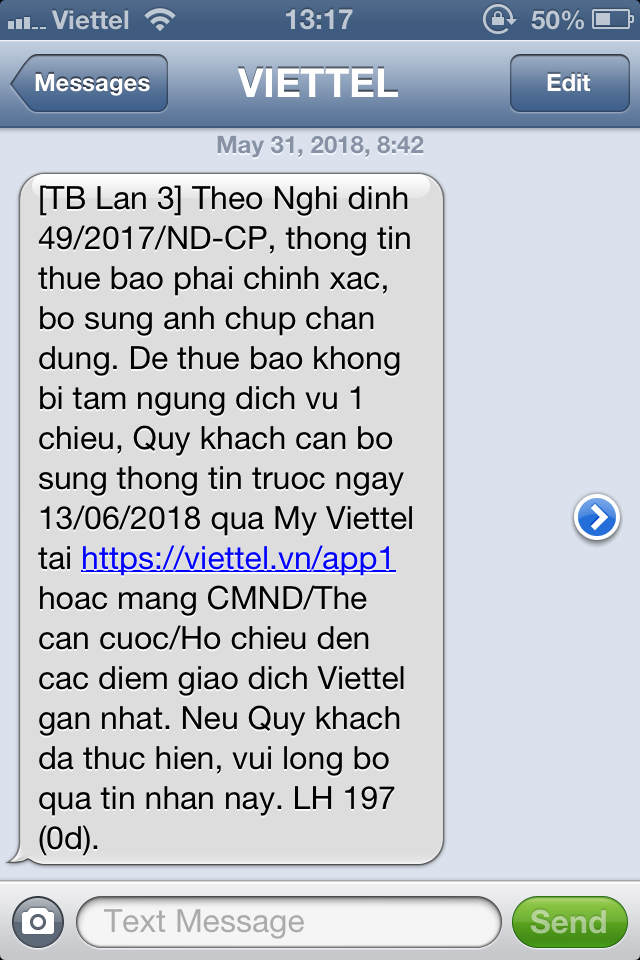 Viettel 13:17 50%
Messages VIETTEL Edit
May 31, 2018, 8:42
[TB Lan 3] Theo Nghi dinh
49/2017/ND-CP, thong tin
thue bao phai chinh xac,
bo sung anh chup chan
dung. De thue bao khong
bi tam ngung dich vu 1
chieu, Quy khach can bo
sung thong tin truoc ngay
13/06/2018 qua My Viettel
tai https://viettel.vn/app1
hoac mang CMND/The
can cuoc/Ho chieu den
cac diem giao dich Viettel
gan nhat. Neu Quy khach
da thuc hien, vui long bo
qua tin nhan nay. LH 197
(0d).
Text Message Send